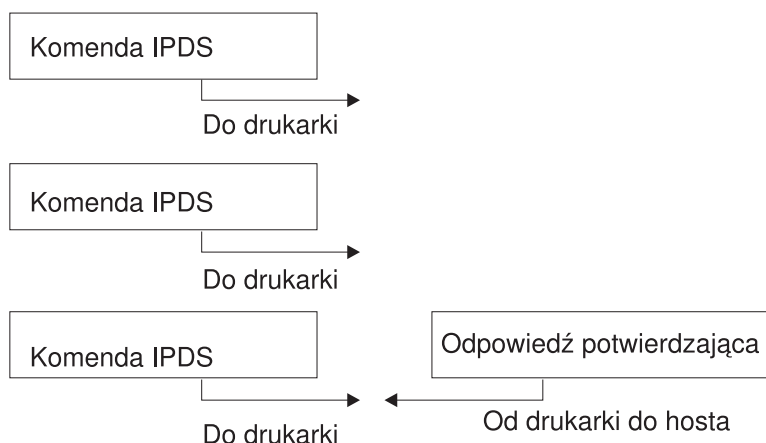 Komenda IPDS
Do drukarki
Komenda IPDS
Do drukarki
Komenda IPDS
Odpowiedź potwierdzająca
Do drukarki
Od drukarki do hosta